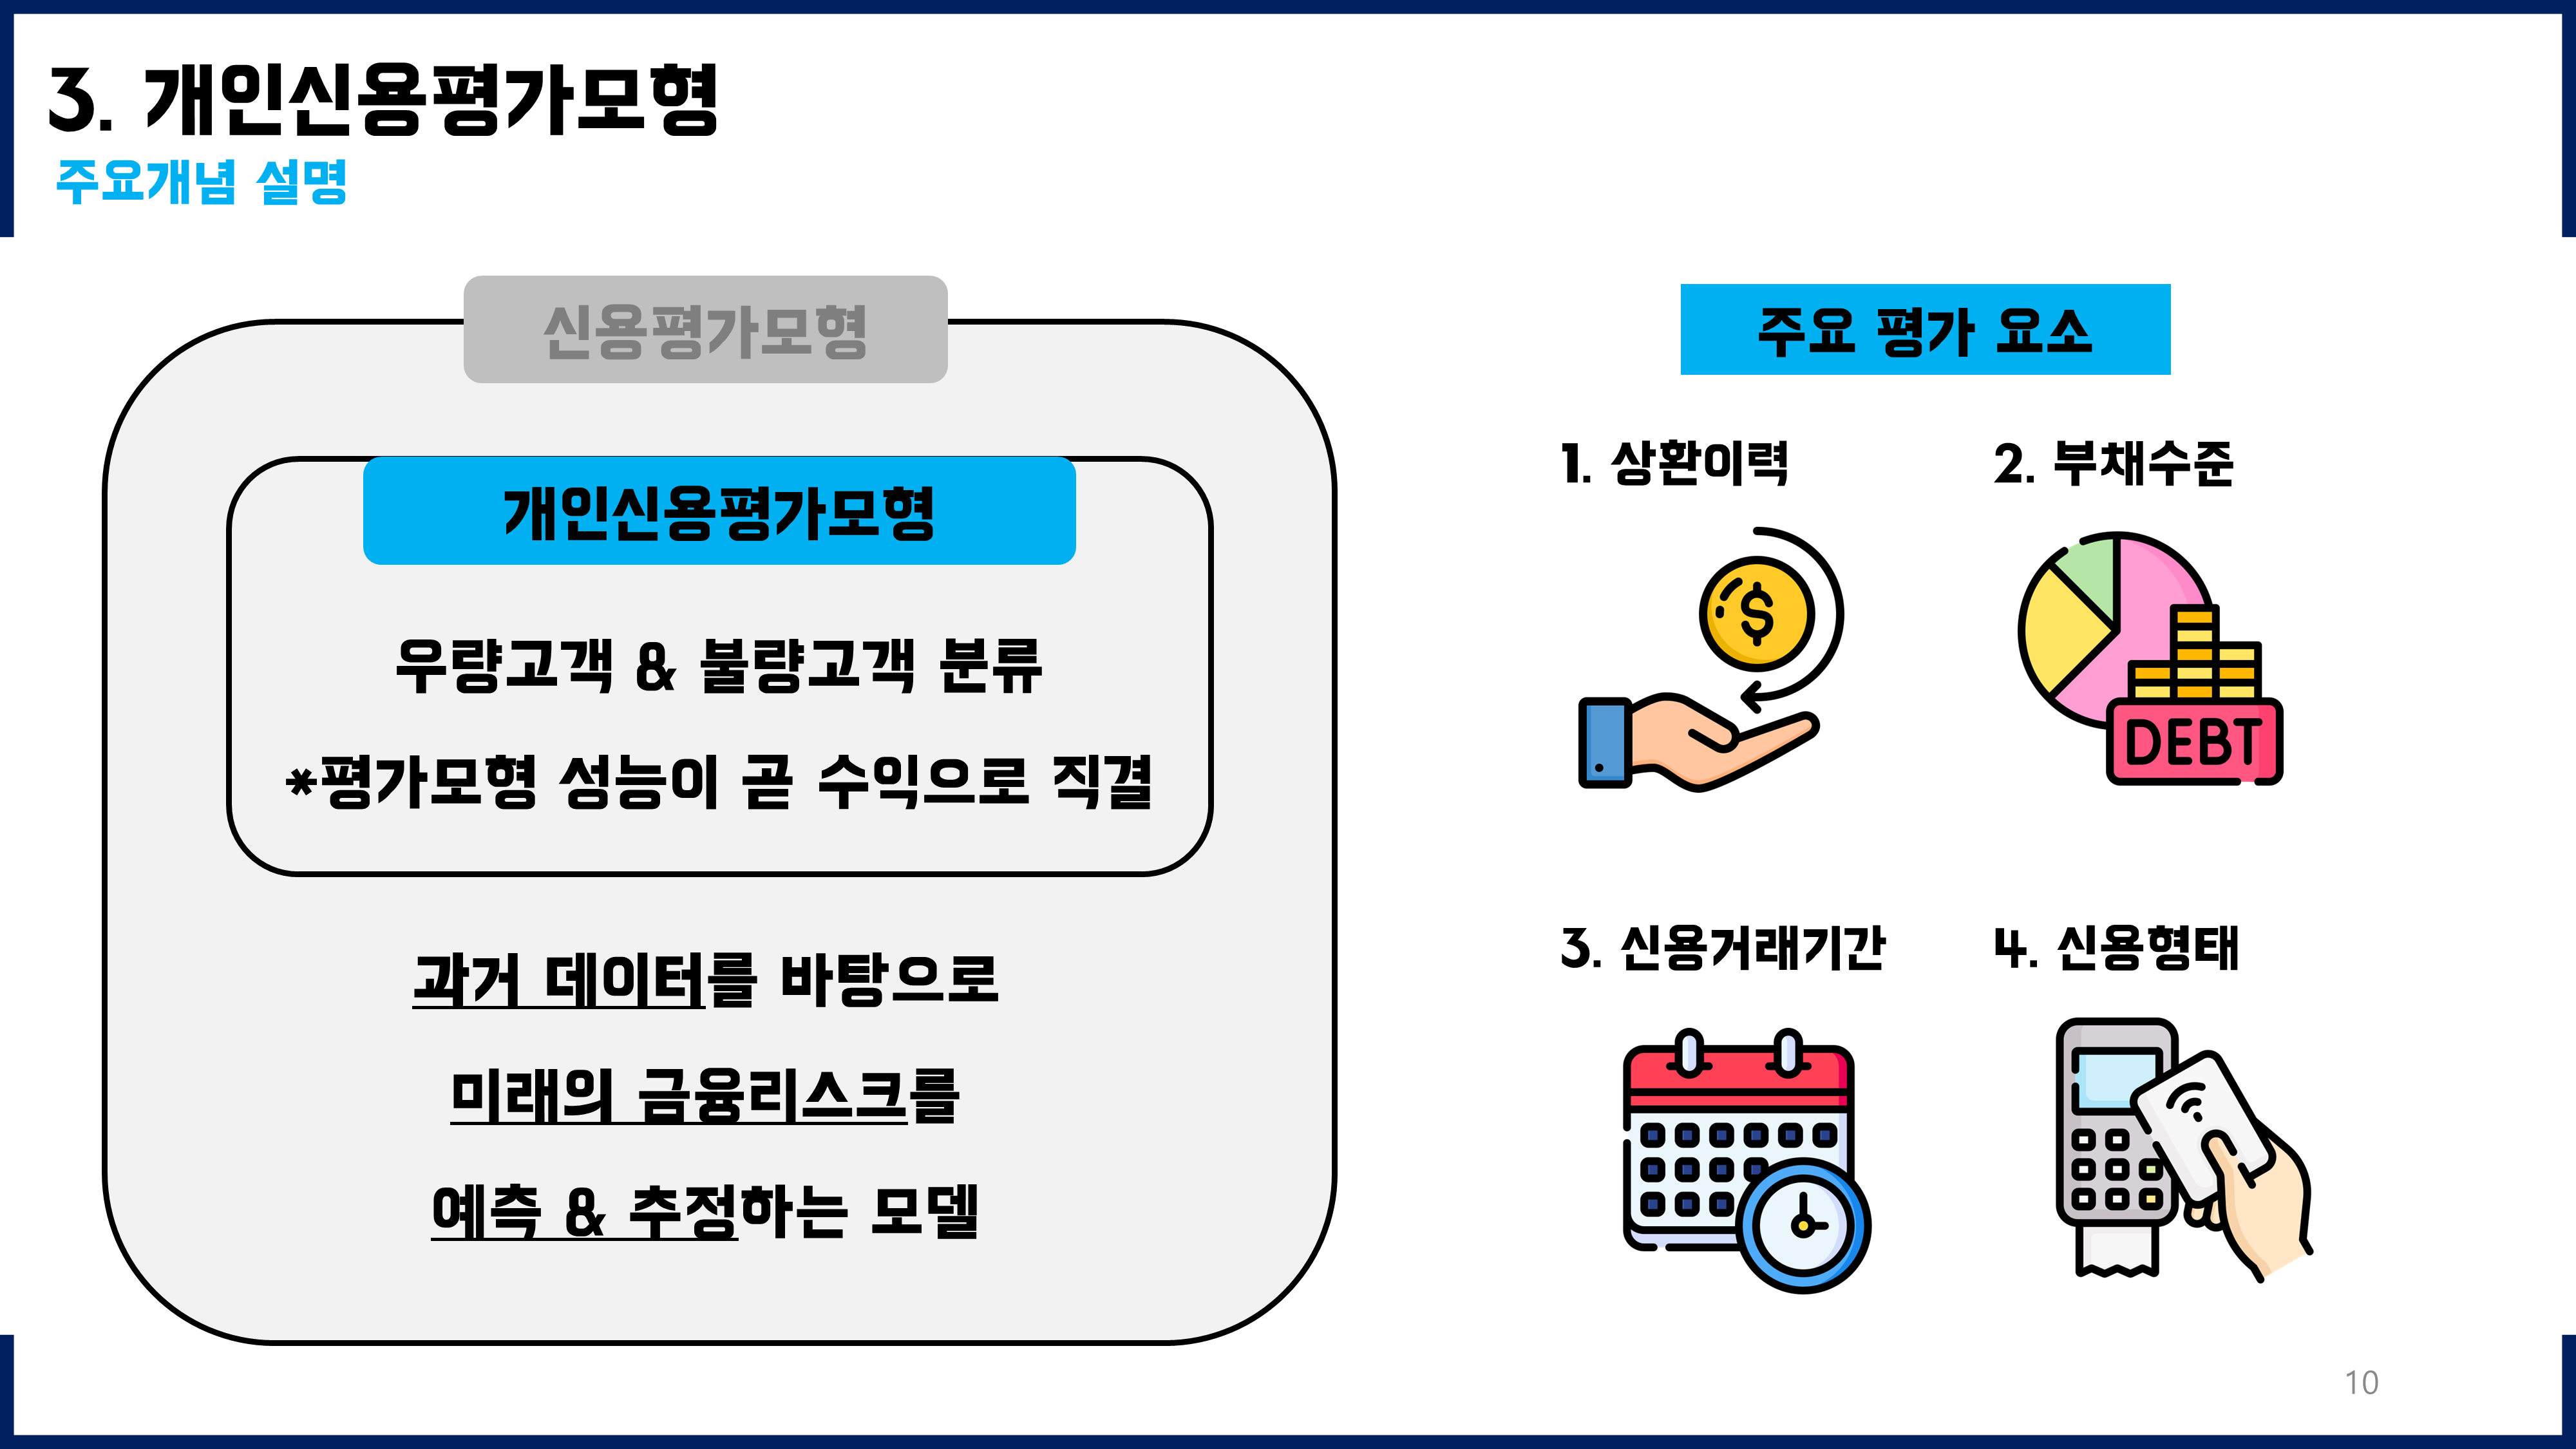 3. 개인신용평가모형
주요개념 설명
신용평가모형
개인신용평가모형
우량고객 & 불량고객 분류
*평가모형 성능이 곧 수익으로 직결
과거 데이터를 바탕으로
미래의 금융리스크를
예측 & 추정하는 모델
주요 평가 요소
1. 상환이력
2. 부채수준
$
DEBT
3. 신용거래기간
4. 신용형태
10